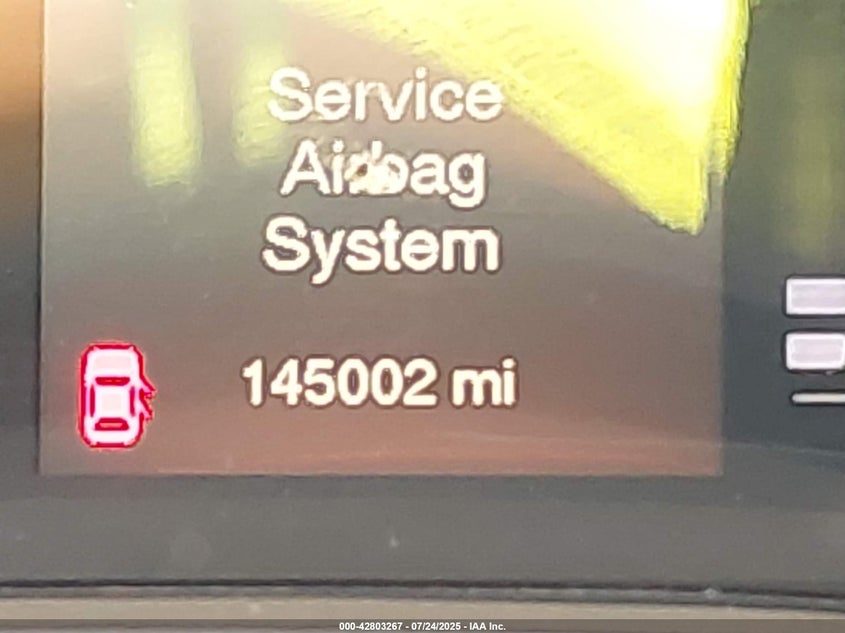 Service
Airbag
System
145002 mi
000-42803267 - 07/24/2025 - IAA Inc.